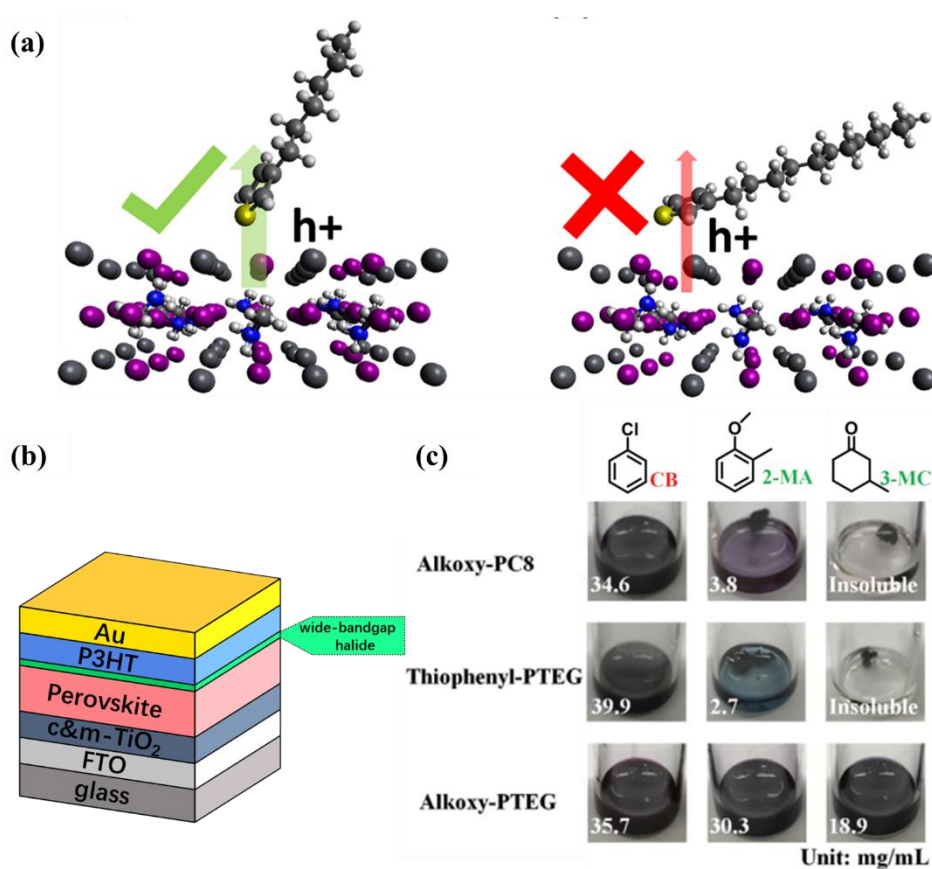 (a)
h+
h+
(b)
Au
P3HT
Perovskite
c&m-TiO2
FTO
glass
wide-bandgap
halide
(c)
Cl
CB
O
2-MA
O
3-MC
Alkoxy-PC8
34.6
3.8
Insoluble
Thiophenyl-PTEG
39.9
2.7
Insoluble
Alkoxy-PTEG
35.7
30.3
18.9
Unit: mg/mL